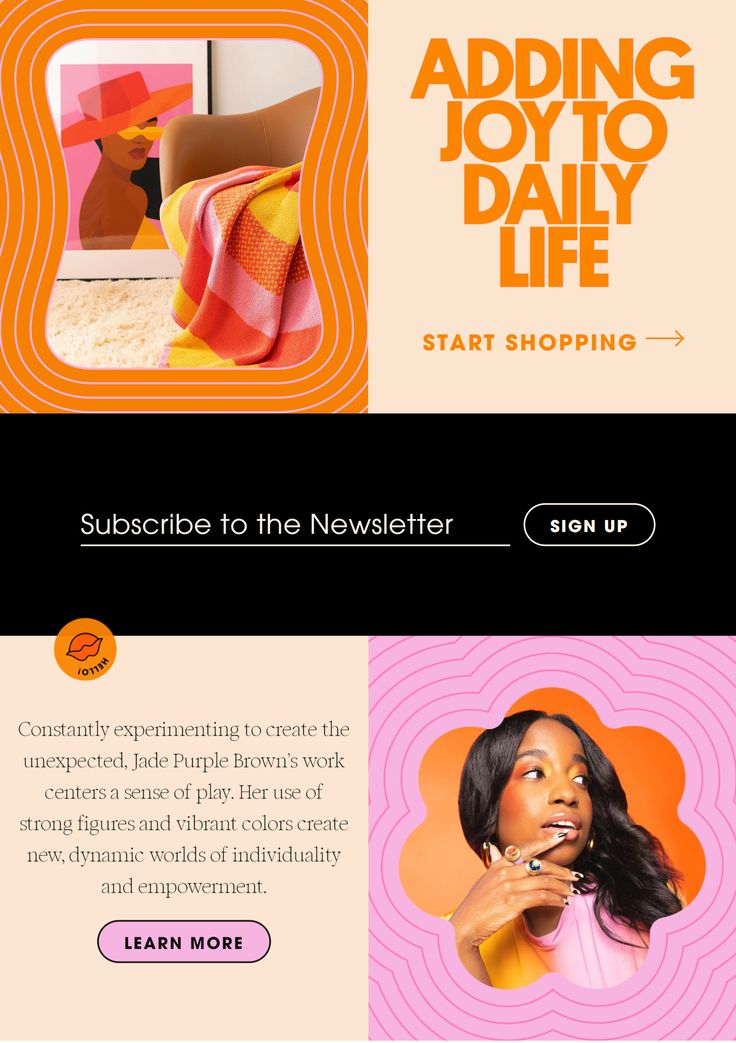 ADDING
JOY TO
DAILY
LIFE
START SHOPPING
Subscribe to the Newsletter
SIGN UP
HELLO!
Constantly experimenting to create the
unexpected, Jade Purple Brown’s work
centers a sense of play. Her use of
strong figures and vibrant colors create
new, dynamic worlds of individuality
and empowerment.
LEARN MORE